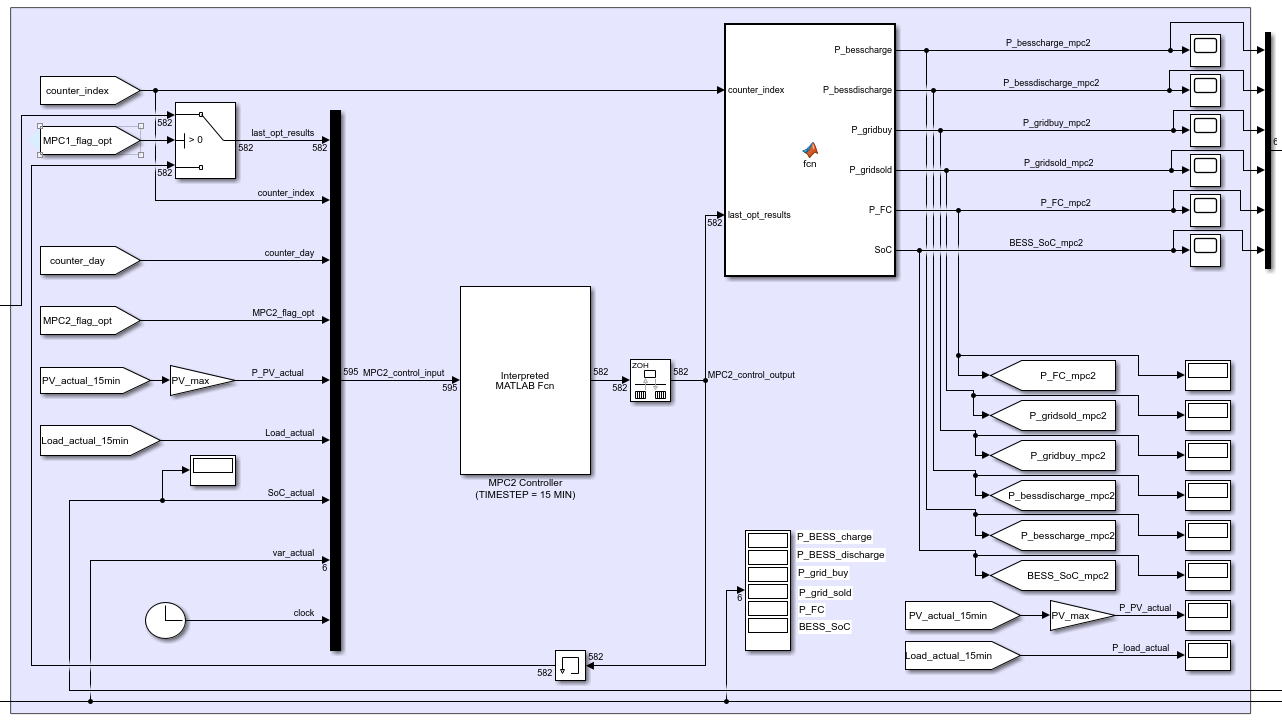 P_besscharge
P_besscharge_mpc2
counter_index
counter_index
P_bessdischarge
P_bessdischarge_mpc2
582
P_gridbuy
P_gridbuy_mpc2
MPC1_flag_opt
> 0
last_opt_results
582
582
6
fcn
582
P_gridsold
P_gridsold_mpc2
counter_index
582
last_opt_results
P_FC
P_FC_mpc2
counter_day
counter_day
SoC
BESS_SoC_mpc2
MPC2_flag_opt
MPC2_flag_opt
PV_actual_15min
PV_max
P_PV_actual
595
MPC2_control_input
595
Interpreted
MATLAB Fcn
582
582
ZOH
582
MPC2_control_output
P_FC_mpc2
P_gridsold_mpc2
Load_actual_15min
Load_actual
P_gridbuy_mpc2
MPC2 Controller
(TIMESTEP = 15 MIN)
SoC_actual
P_bessdischarge_mpc2
P_BESS_charge
P_besscharge_mpc2
var_actual
6
P_BESS_discharge
P_grid_buy
BESS_SoC_mpc2
6
P_grid_sold
P_FC
BESS_SoC
clock
PV_actual_15min
PV_max
P_PV_actual
Load_actual_15min
P_load_actual
582
582